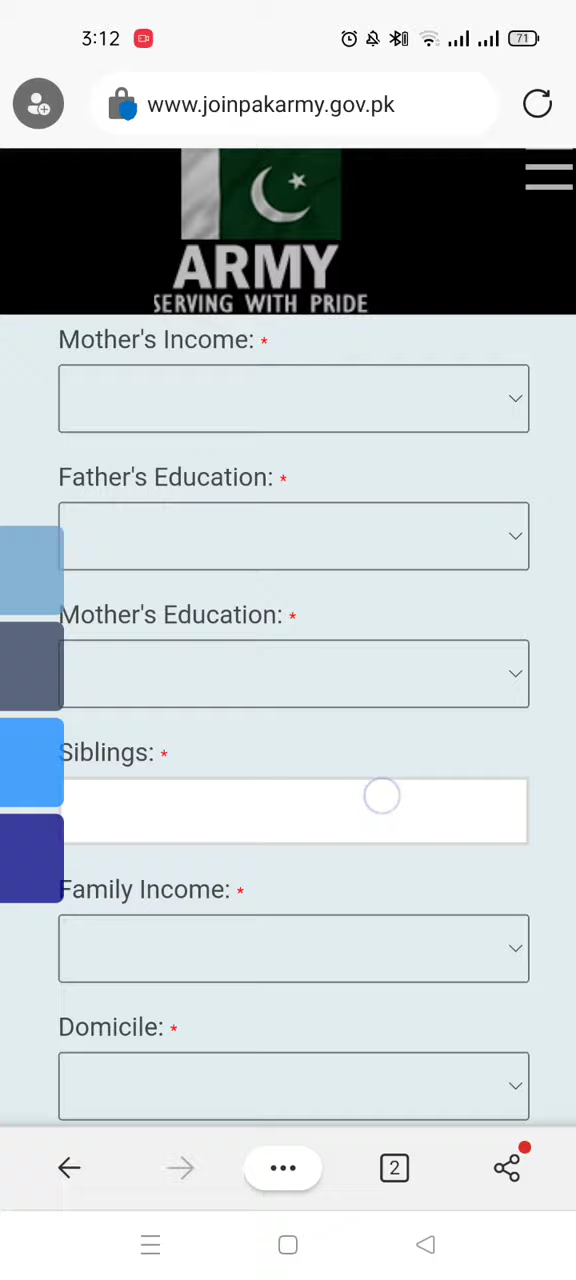 3:12
71
www.joinpakarmy.gov.pk
ARMY
SERVING WITH PRIDE
Mother's Income: *
Father's Education: *
Mother's Education: *
Siblings: *
Family Income: *
Domicile: *
2